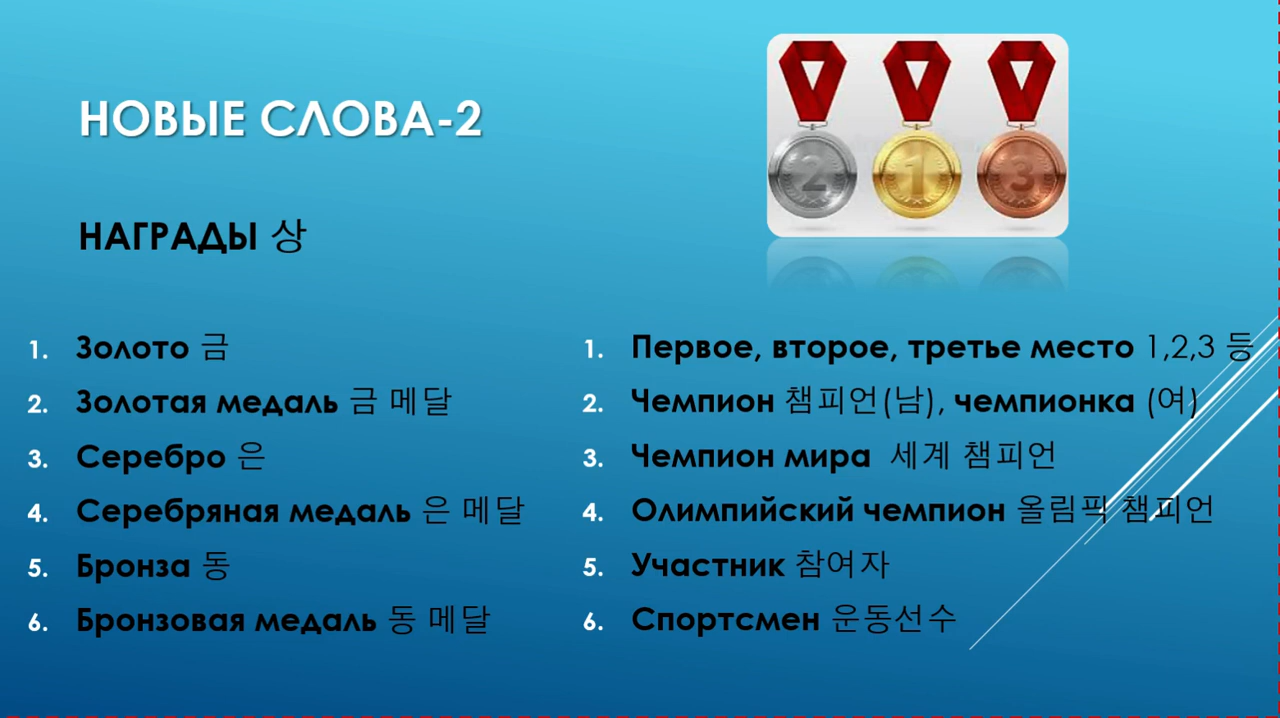 НОВЫЕ СЛОВА-2
НАГРАДЫ 상
1. Золото 금
2. Золотая медаль 금 메달
3. Серебро 은
4. Серебряная медаль 은 메달
5. Бронза 동
6. Бронзовая медаль 동 메달
1. Первое, второе, третье место 1,2,3 등
2. Чемпион 챔피언(남), чемпионка (여)
3. Чемпион мира 세계 챔피언
4. Олимпийский чемпион 올림픽 챔피언
5. Участник 참여자
6. Спортсмен 운동선수
2 1 3